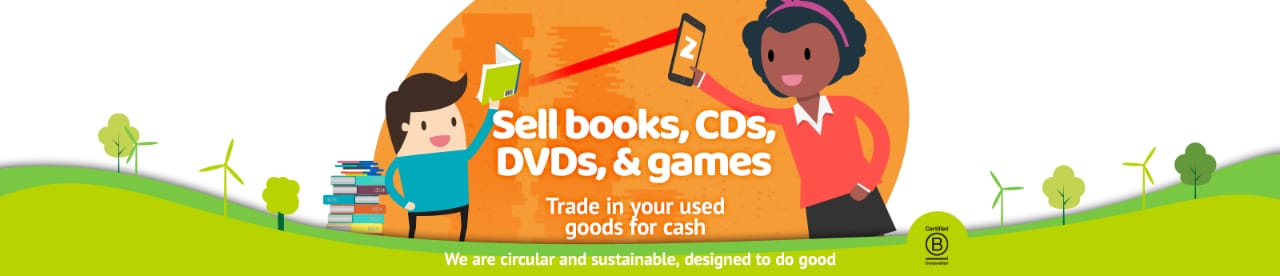 Z
Sell books, CDs,
DVDs, & games
Trade in your used
goods for cash
Certified
B
Corporation
We are circular and sustainable, designed to do good